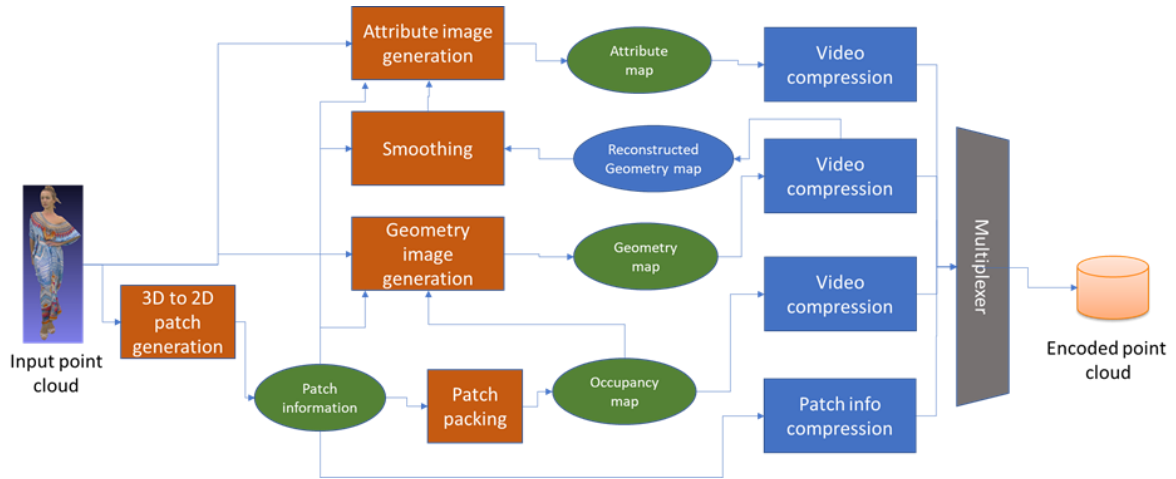 Attribute image
generation
Attribute
map
Video
compression
Smoothing
Reconstructed
Geometry map
Video
compression
Geometry
image
generation
Geometry
map
Multiplexer
3D to 2D
patch
generation
Video
compression
Input point
cloud
Patch
information
Patch
packing
Occupancy
map
Patch info
compression
Encoded point
cloud